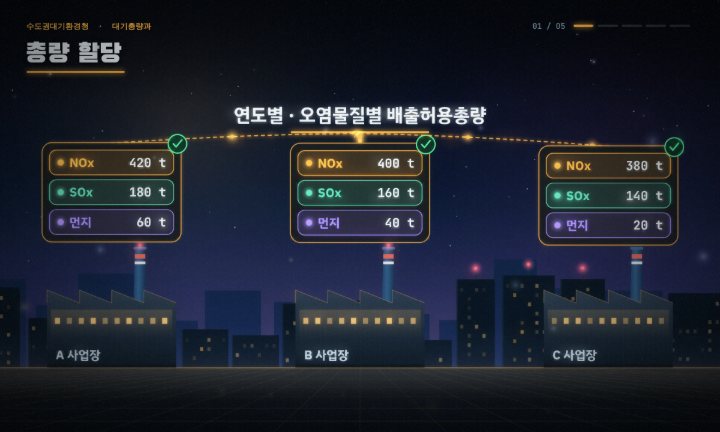 수도권대기환경청 · 대기총량과
01 / 05
총량 할당
연도별 · 오염물질별 배출허용총량
NOx 420 t
SOx 180 t
먼지 60 t
NOx 400 t
SOx 160 t
먼지 40 t
NOx 380 t
SOx 140 t
먼지 20 t
A 사업장
B 사업장
C 사업장